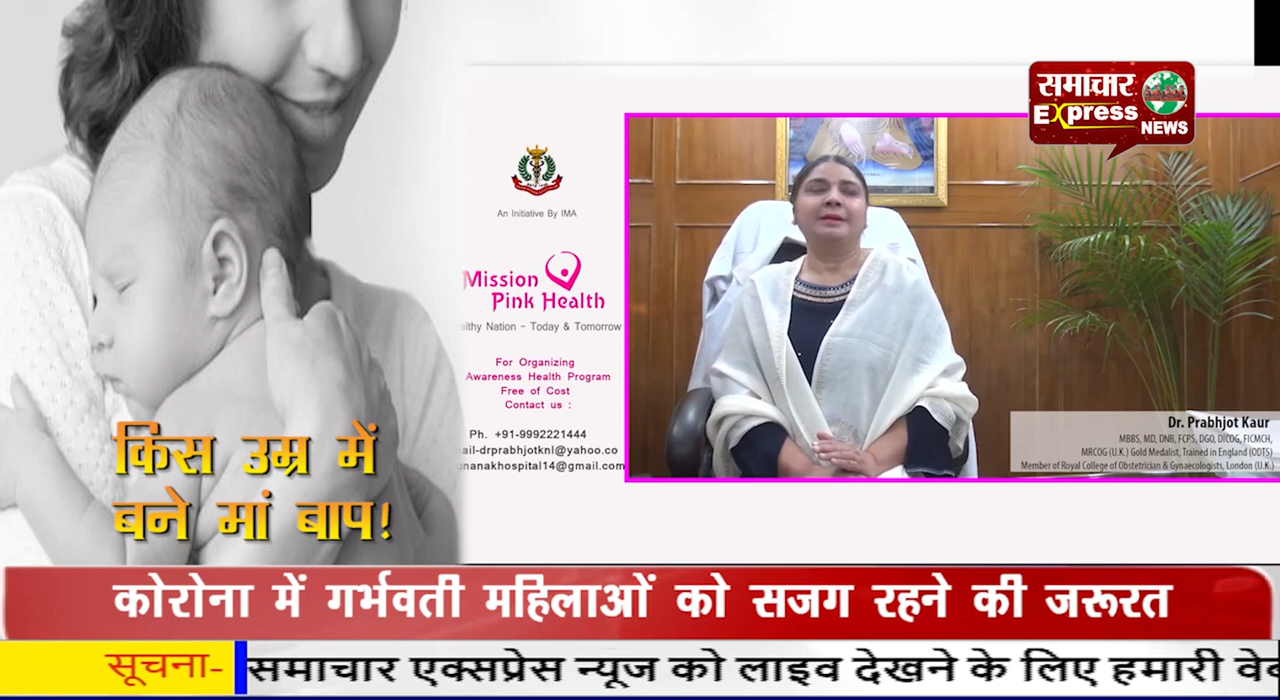 समाचार
Express
NEWS
An Initiative By IMA
Mission
Pink Health
Nation - Today & Tomorrow
For Organizing
Awareness Health Program
Free of Cost
Contact us :
Ph. +91-9992221444
ail-drprabhjotknl@yahoo.co
nanakhospital14@gmail.com
Dr. Prabhjot Kaur
MBBS, MD, DNB, FCPS, DGO, DICOG, FICMCH,
MRCOG (U.K.) Gold Medalist, Trained in England (ODTS)
Member of Royal College of Obstetrician & Gynaecologists, London (U.K.)
किस उम्र में
बने मां बाप!
कोरोना में गर्भवती महिलाओं को सजग रहने की जरूरत
सूचना- समाचार एक्सप्रेस न्यूज को लाइव देखने के लिए हमारी